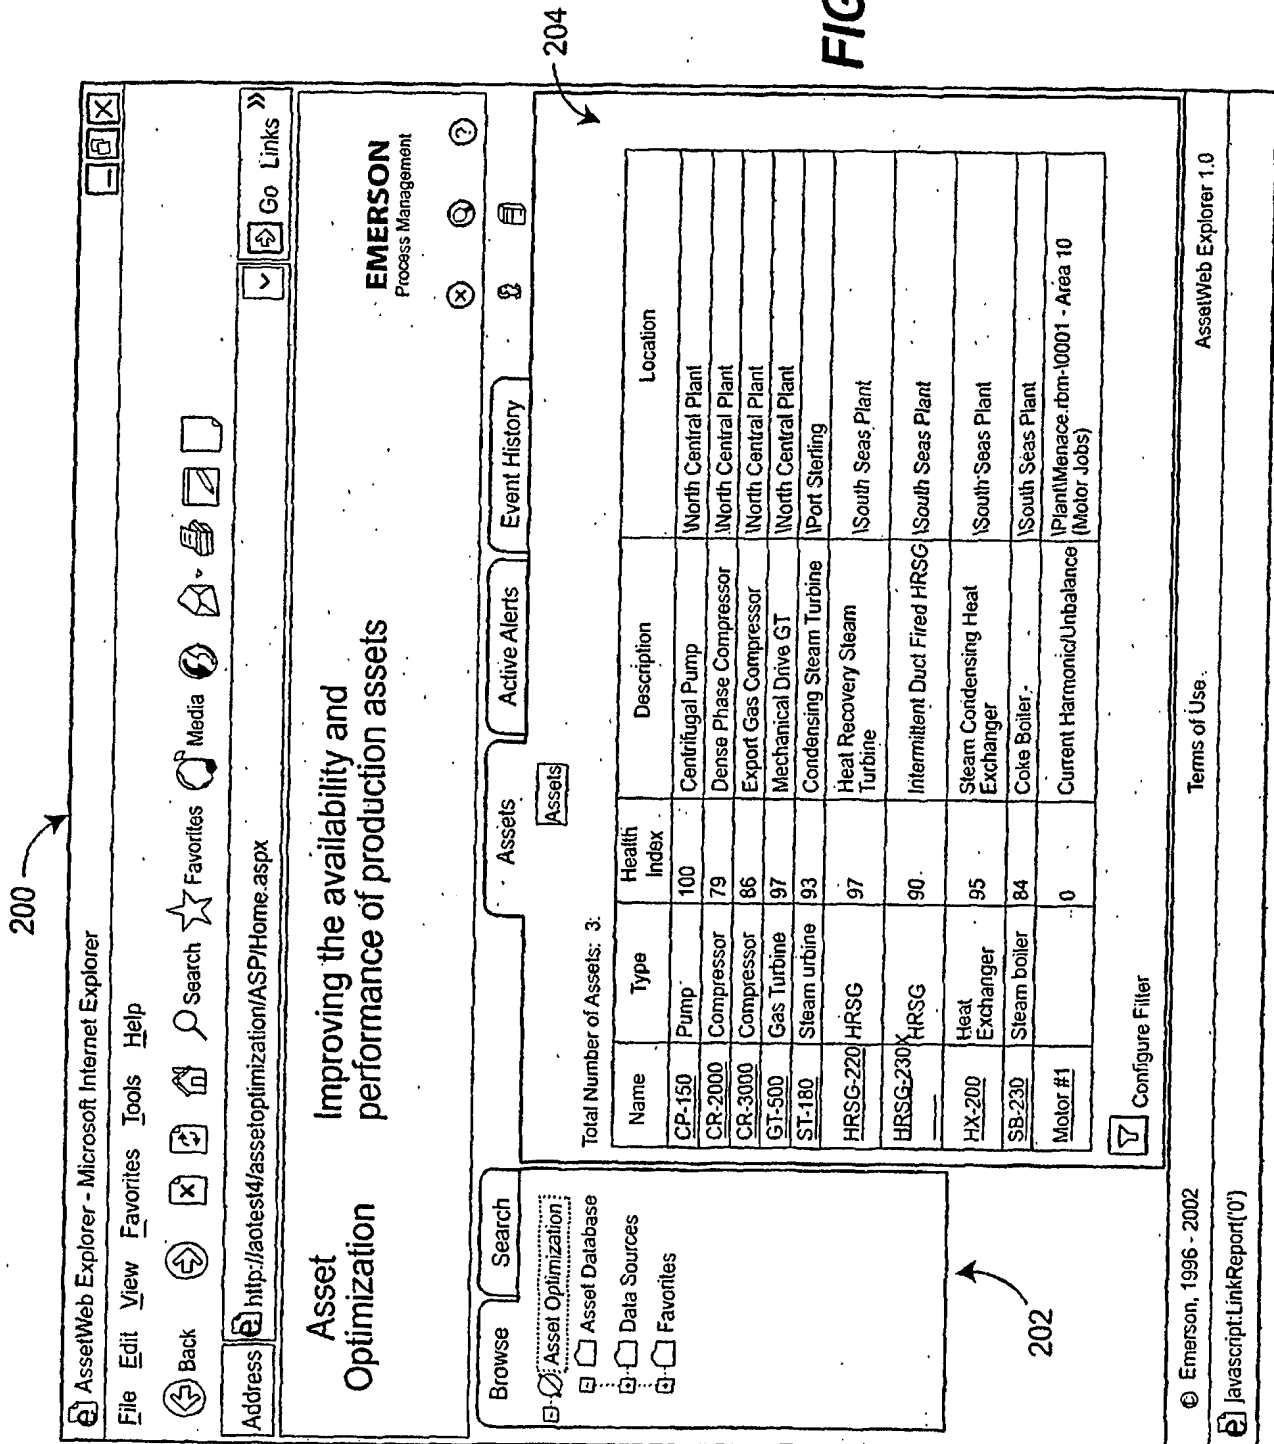 200
AssetWeb Explorer - Microsoft Internet Explorer
File Edit View Favorites Tools Help
Back Search Favorites Media
Address http://aotest4/assetoptimization/ASP/Home.aspx Go Links »
Asset Optimization
Improving the availability and
performance of production assets
EMERSON
Process Management
?
Browse Search
Asset Optimization
Asset Database
Data Sources
Favorites
202
Assets Active Alerts Event History
Assets
204
Total Number of Assets: 3:
Name Type Health Index Description Location
CP-150 Pump 100 Centrifugal Pump \North Central Plant
CR-2000 Compressor 79 Dense Phase Compressor \North Central Plant
CR-3000 Compressor 86 Export Gas Compressor \North Central Plant
GT-500 Gas Turbine 97 Mechanical Drive GT \North Central Plant
ST-180 Steam urbine 93 Condensing Steam Turbine \Port Sterling
HRSG-220 HRSG 97 Heat Recovery Steam Turbine \South Seas Plant
HRSG-230X HRSG 90 Intermittent Duct Fired HRSG \South Seas Plant
HX-200 Heat Exchanger 95 Steam Condensing Heat Exchanger \South Seas Plant
SB-230 Steam boiler 84 Coke Boiler \South Seas Plant
Motor #1 0 Current Harmonic/Unbalance \Plant\Menace.rbm-\0001 - Area 10 (Motor Jobs)
Configure Filter
© Emerson, 1996 - 2002 Terms of Use. AssetWeb Explorer 1.0
Javascript:LinkReport('0')
FIG